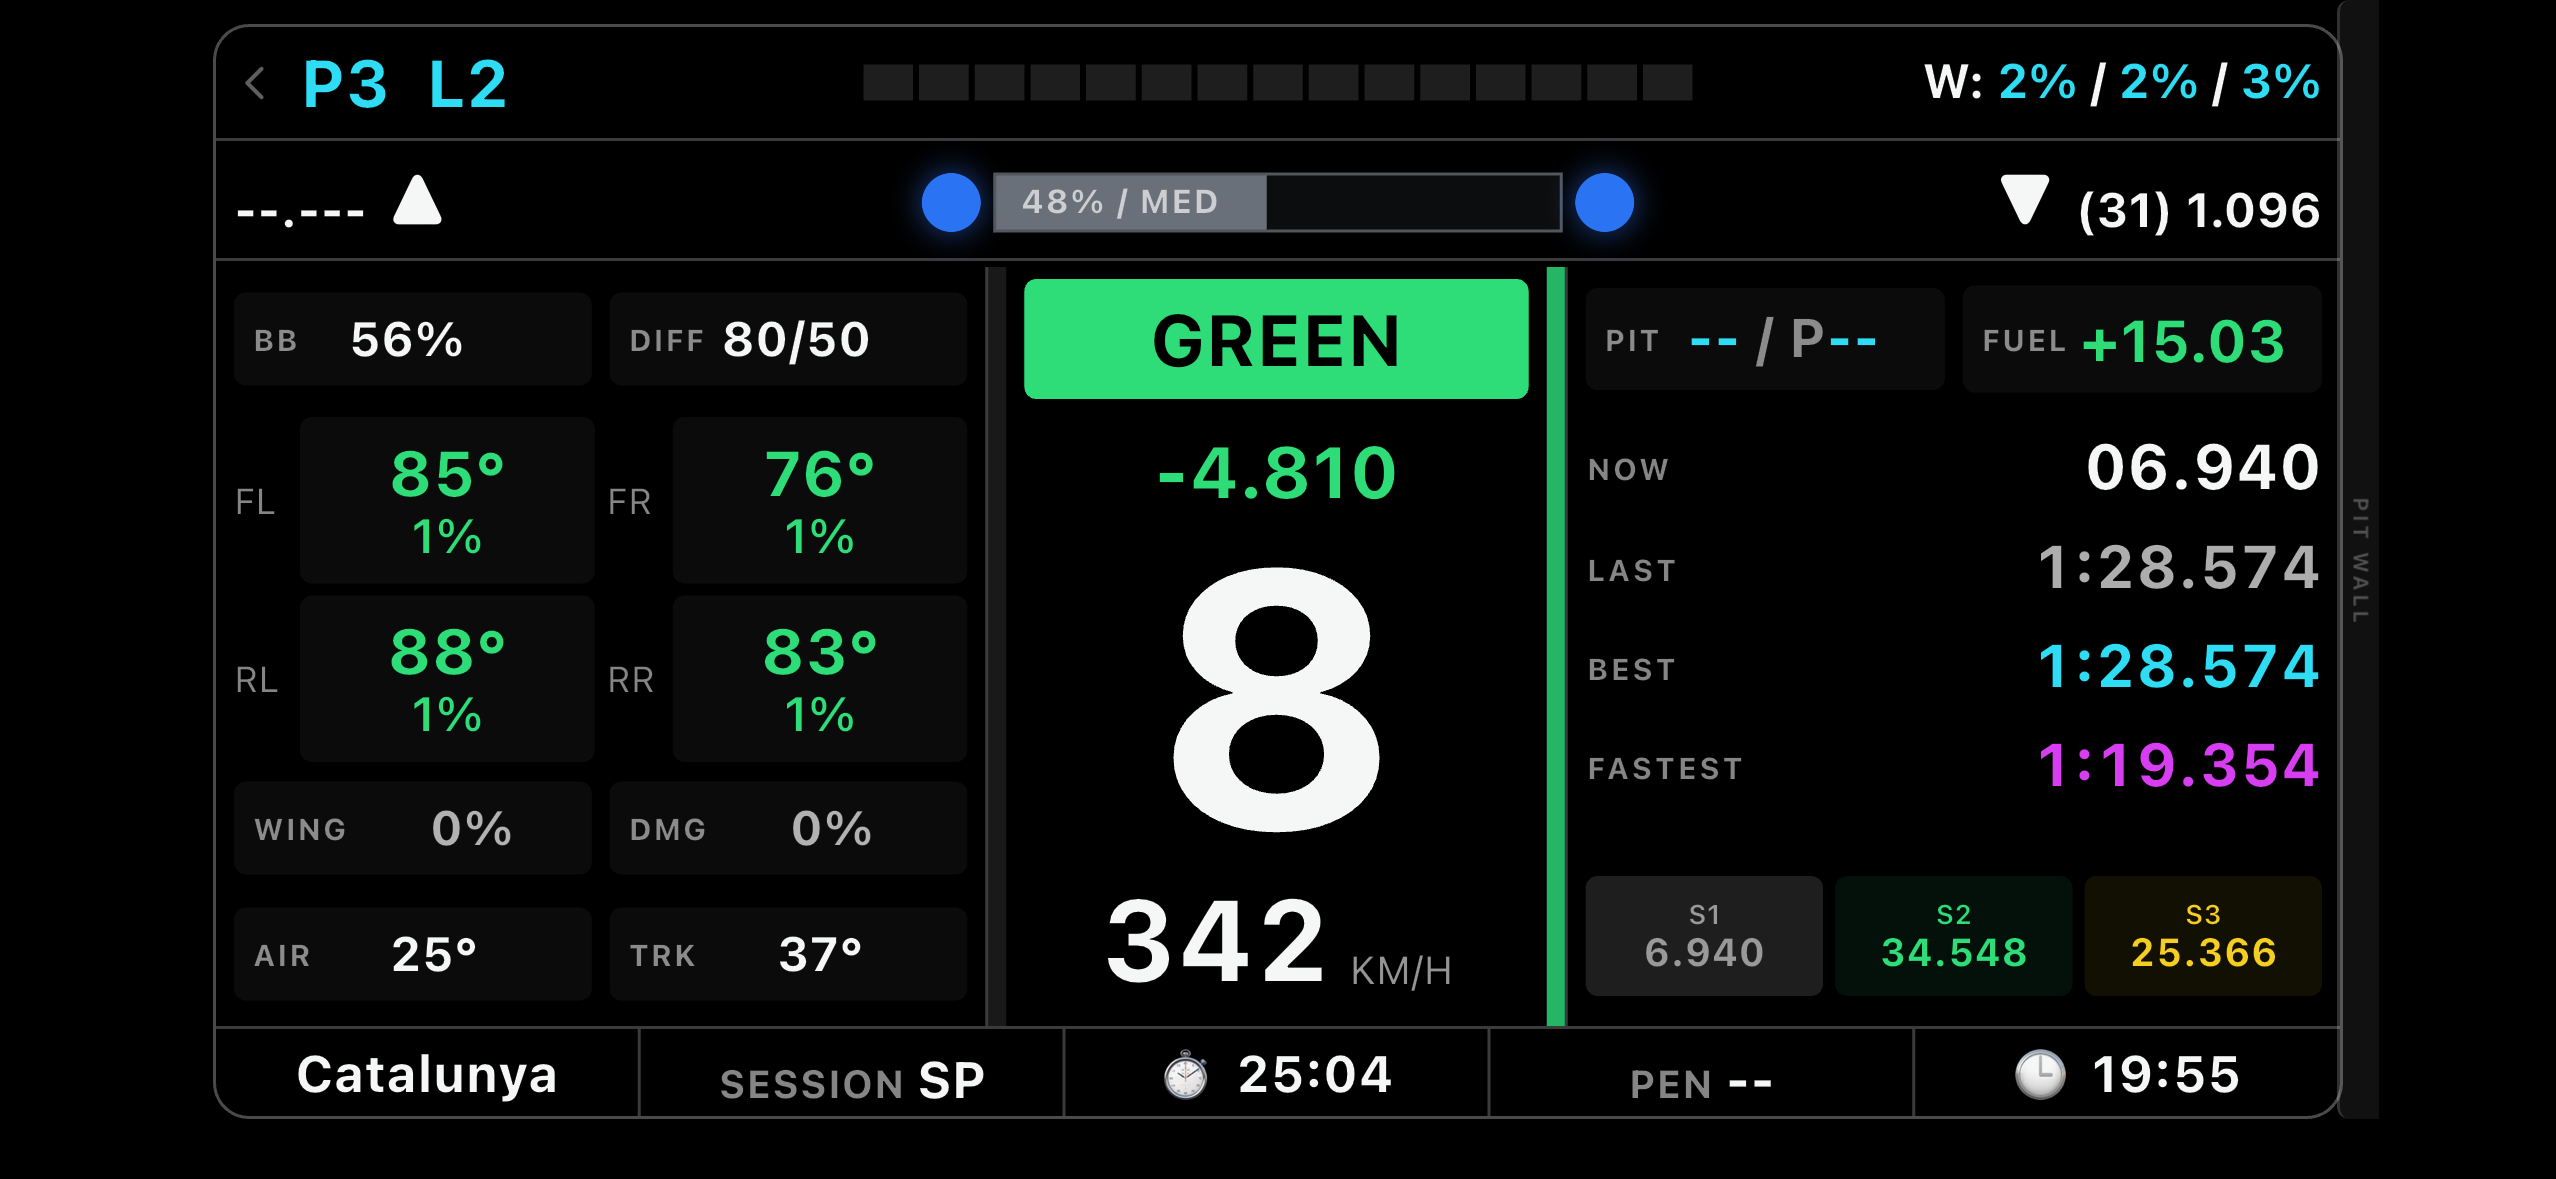 P3 L2
W: 2% / 2% / 3%
--.---
48% / MED
(31) 1.096
BB 56%
DIFF 80/50
FL 85° 1%
FR 76° 1%
RL 88° 1%
RR 83° 1%
WING 0%
DMG 0%
AIR 25°
TRK 37°
GREEN
-4.810
8
342 KM/H
PIT -- / P--
FUEL +15.03
NOW 06.940
LAST 1:28.574
BEST 1:28.574
FASTEST 1:19.354
S1
6.940
S2
34.548
S3
25.366
PIT WALL
Catalunya
SESSION SP
25:04
PEN --
19:55